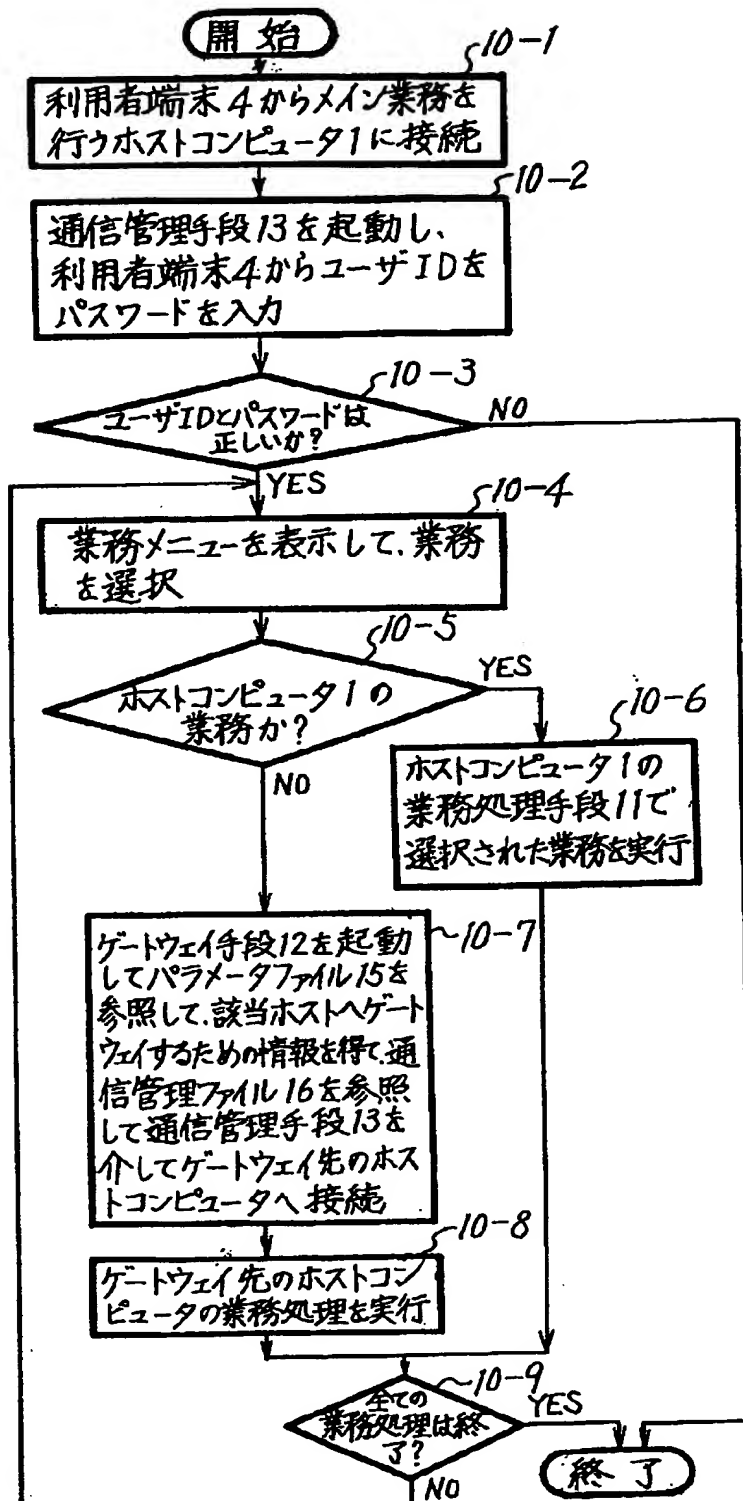 開始
10-1
利用者端末4からメイン業務を
行うホストコンピュータ1に接続
10-2
通信管理手段13を起動し、
利用者端末4からユーザIDを
パスワードを入力
10-3
ユーザIDとパスワードは
正しいか?
NO
YES
10-4
業務メニューを表示して、業務
を選択
10-5
ホストコンピュータ1の
業務か?
YES
NO
10-6
ホストコンピュータ1の
業務処理手段11で
選択された業務を実行
10-7
ゲートウェイ手段12を起動
してパラメータファイル15を
参照して、該当ホストへゲート
ウェイするための情報を得て、通
信管理ファイル16を参照
して通信管理手段13を
介してゲートウェイ先のホス
トコンピュータへ接続
10-8
ゲートウェイ先のホストコン
ピュータの業務処理を実行
10-9
全ての
業務処理は終
了?
YES
NO
終了